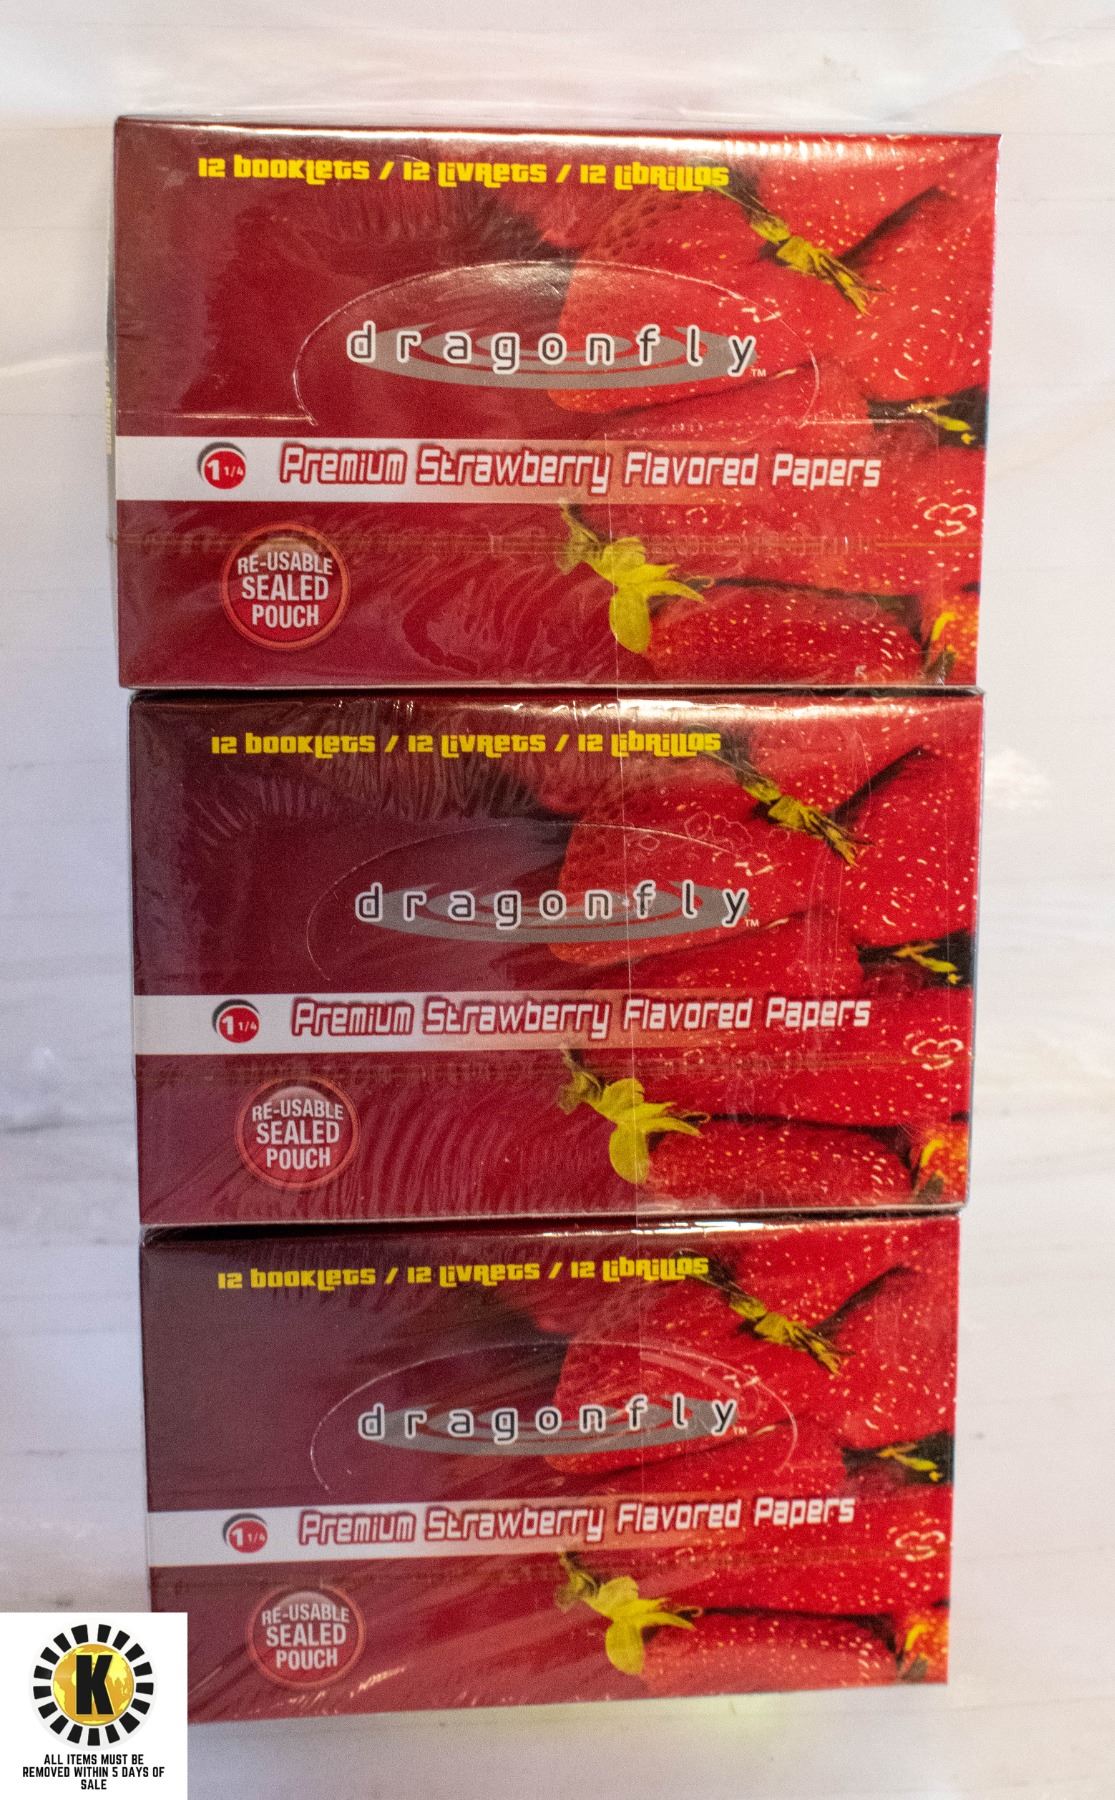 12 booklets / 12 livrets / 12 librillos
dragonfly™
1 1/4 Premium Strawberry Flavored Papers
RE-USABLE
SEALED
POUCH
12 booklets / 12 livrets / 12 librillos
dragonfly™
1 1/4 Premium Strawberry Flavored Papers
RE-USABLE
SEALED
POUCH
12 booklets / 12 livrets / 12 librillos
dragonfly™
1 1/4 Premium Strawberry Flavored Papers
RE-USABLE
SEALED
POUCH
K
ALL ITEMS MUST BE
REMOVED WITHIN 5 DAYS OF
SALE